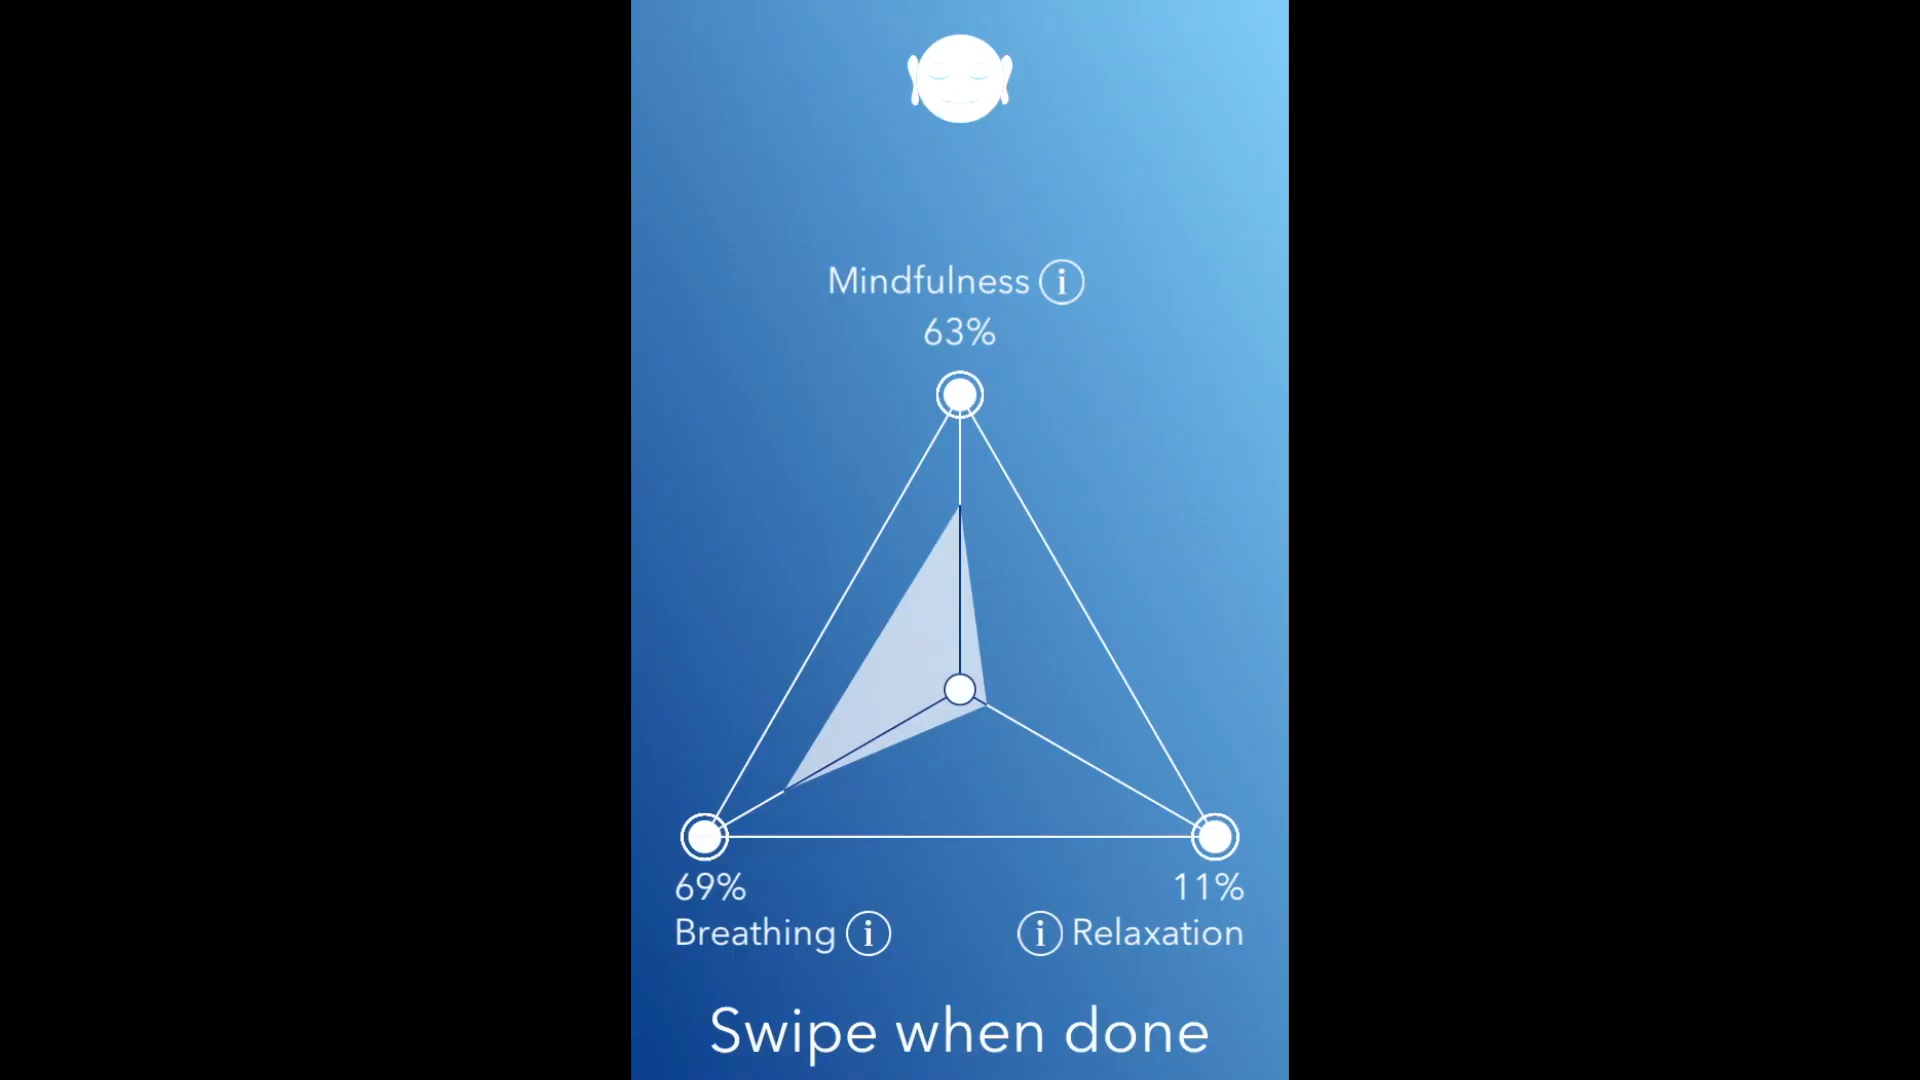 Mindfulness i
63%
69%
11%
Breathing i
i Relaxation
Swipe when done